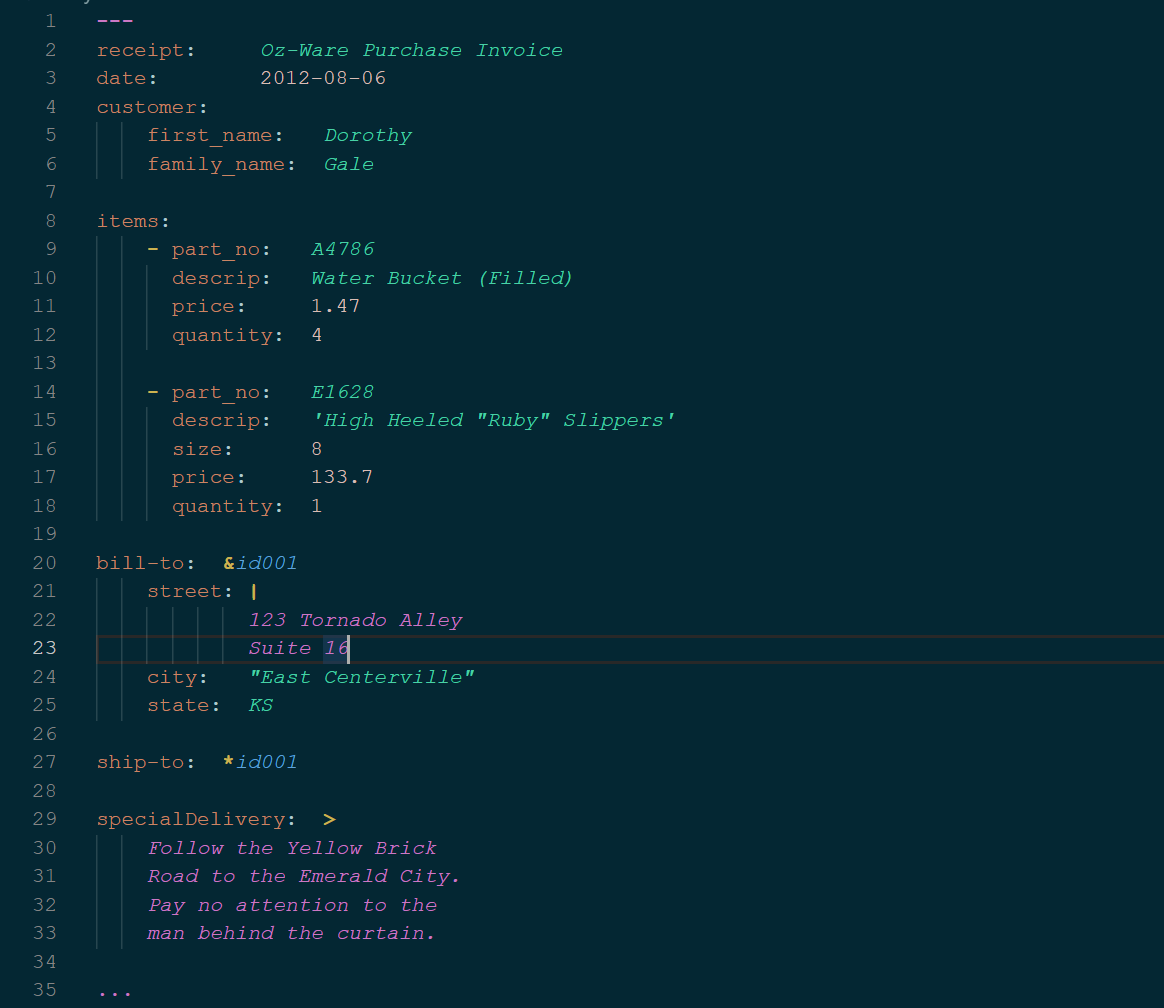 1 ---
2 receipt:     Oz-Ware Purchase Invoice
3 date:        2012-08-06
4 customer:
5     first_name:   Dorothy
6     family_name:  Gale
7
8 items:
9     - part_no:   A4786
10       descrip:   Water Bucket (Filled)
11       price:     1.47
12       quantity:  4
13
14     - part_no:   E1628
15       descrip:   'High Heeled "Ruby" Slippers'
16       size:      8
17       price:     133.7
18       quantity:  1
19
20 bill-to:  &id001
21     street: |
22             123 Tornado Alley
23             Suite 16
24     city:   "East Centerville"
25     state:  KS
26
27 ship-to:  *id001
28
29 specialDelivery:  >
30     Follow the Yellow Brick
31     Road to the Emerald City.
32     Pay no attention to the
33     man behind the curtain.
34
35 ...